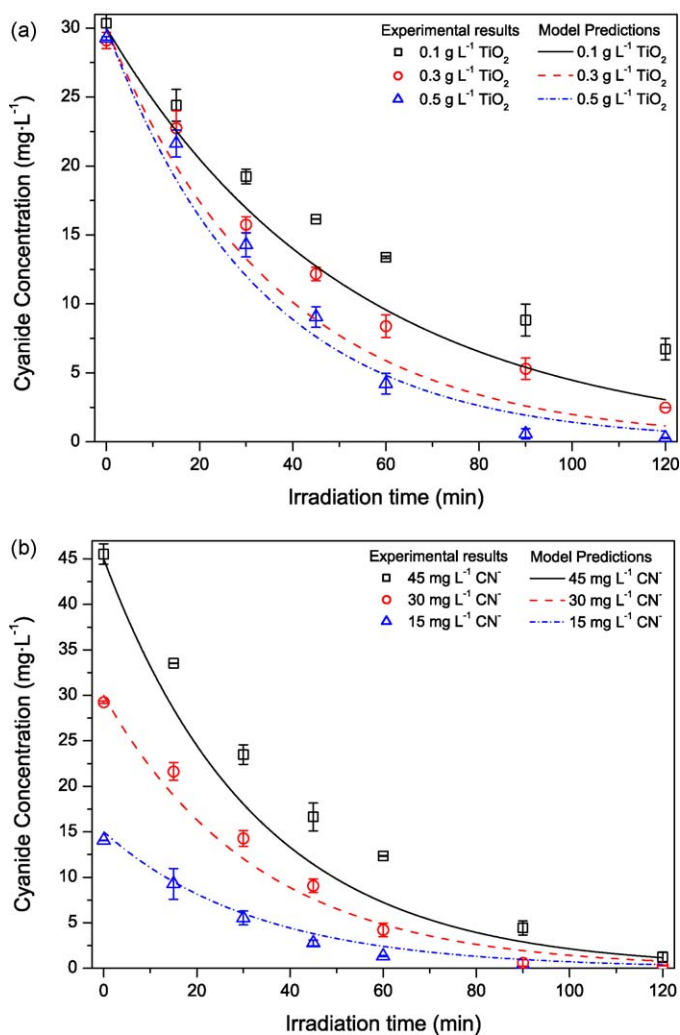 (a)
Experimental results Model Predictions
0.1 g L⁻¹ TiO₂ 0.1 g L⁻¹ TiO₂
0.3 g L⁻¹ TiO₂ 0.3 g L⁻¹ TiO₂
0.5 g L⁻¹ TiO₂ 0.5 g L⁻¹ TiO₂
30
25
20
15
10
5
0
Cyanide Concentration (mg·L⁻¹)
0 20 40 60 80 100 120
Irradiation time (min)
(b)
Experimental results Model Predictions
45 mg L⁻¹ CN⁻ 45 mg L⁻¹ CN⁻
30 mg L⁻¹ CN⁻ 30 mg L⁻¹ CN⁻
15 mg L⁻¹ CN⁻ 15 mg L⁻¹ CN⁻
45
40
35
30
25
20
15
10
5
0
Cyanide Concentration (mg·L⁻¹)
0 20 40 60 80 100 120
Irradiation time (min)